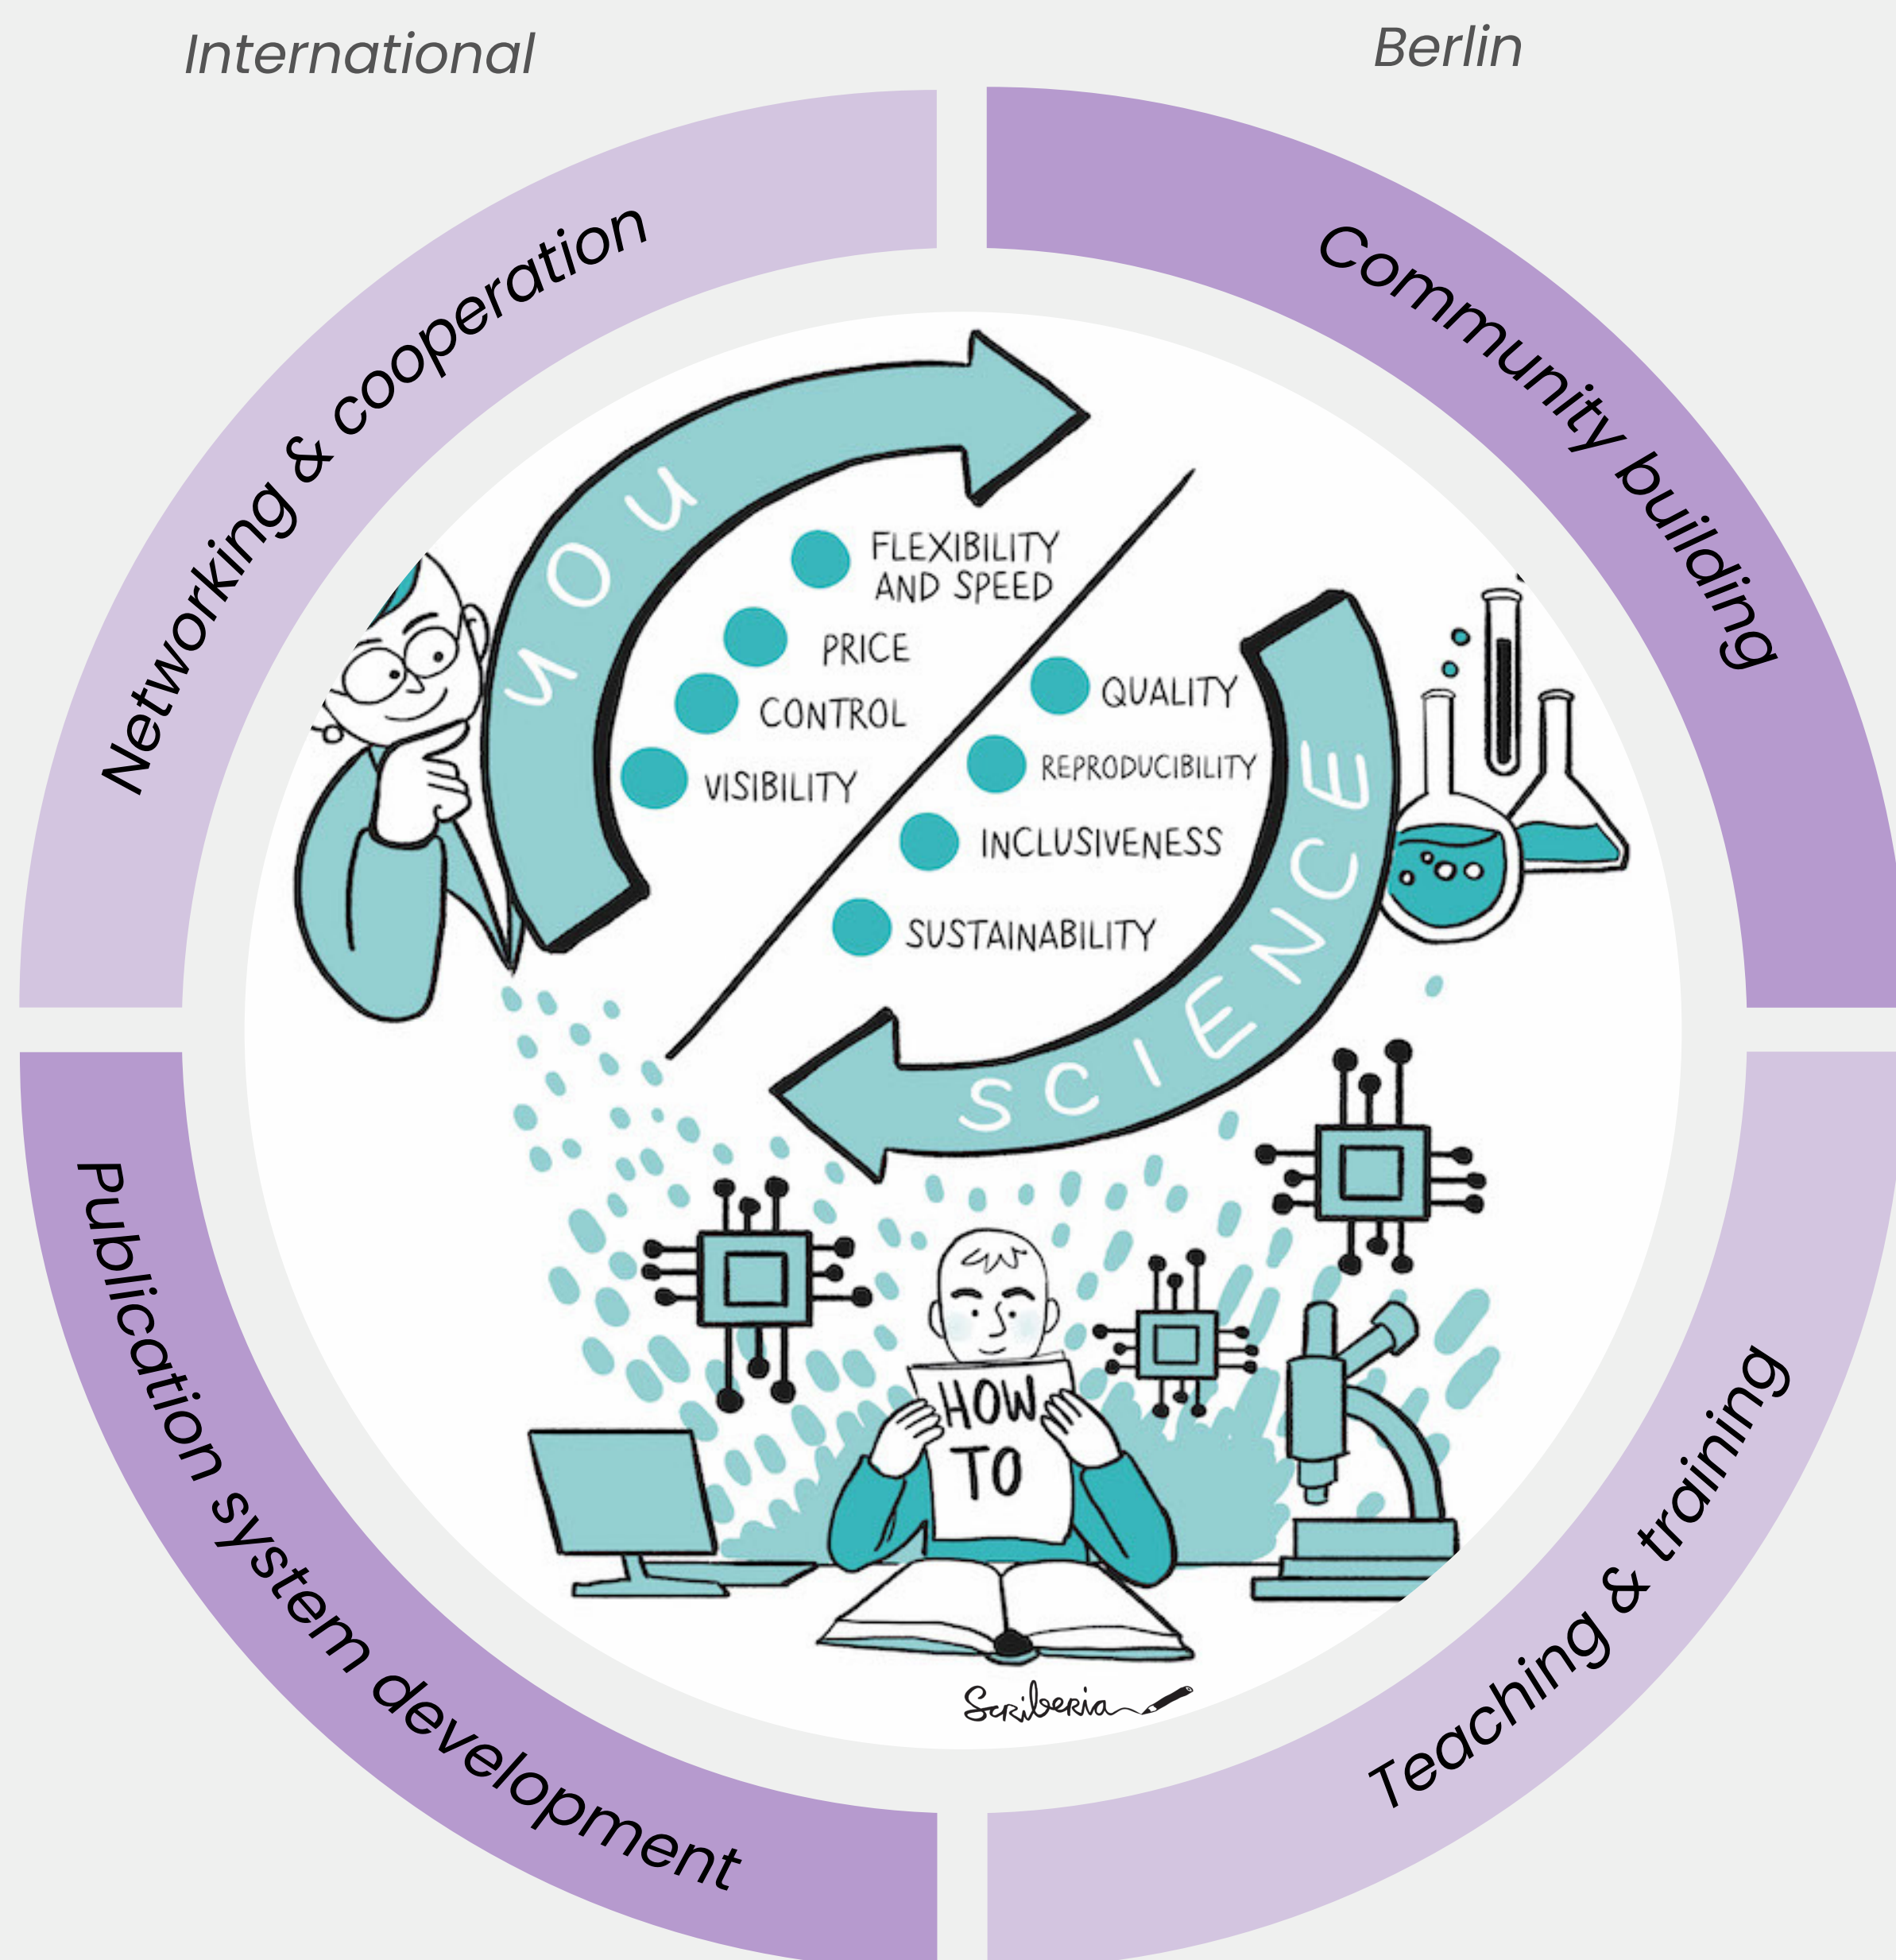 International
Berlin
Networking & cooperation
Community building
YOU
FLEXIBILITY
AND SPEED
PRICE
CONTROL
VISIBILITY
QUALITY
REPRODUCIBILITY
INCLUSIVENESS
SUSTAINABILITY
SCIENCE
HOW
TO
Publication system development
Teaching & training
Scriberia